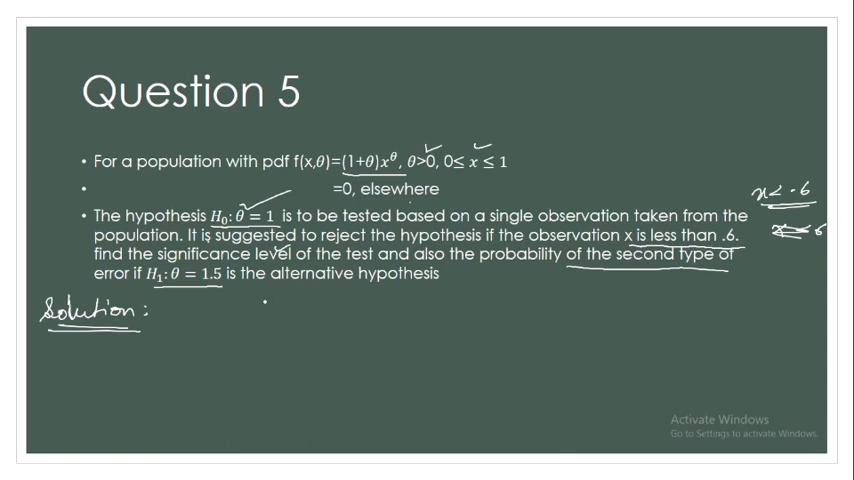 Question 5
• For a population with pdf f(x,θ)=(1+θ)x^θ, θ>0, 0≤ x ≤ 1
• =0, elsewhere
x < .6
• The hypothesis H₀: θ = 1 is to be tested based on a single observation taken from the
population. It is suggested to reject the hypothesis if the observation x is less than .6.
find the significance level of the test and also the probability of the second type of
error if H₁: θ = 1.5 is the alternative hypothesis
Solution:
Activate Windows
Go to Settings to activate Windows.